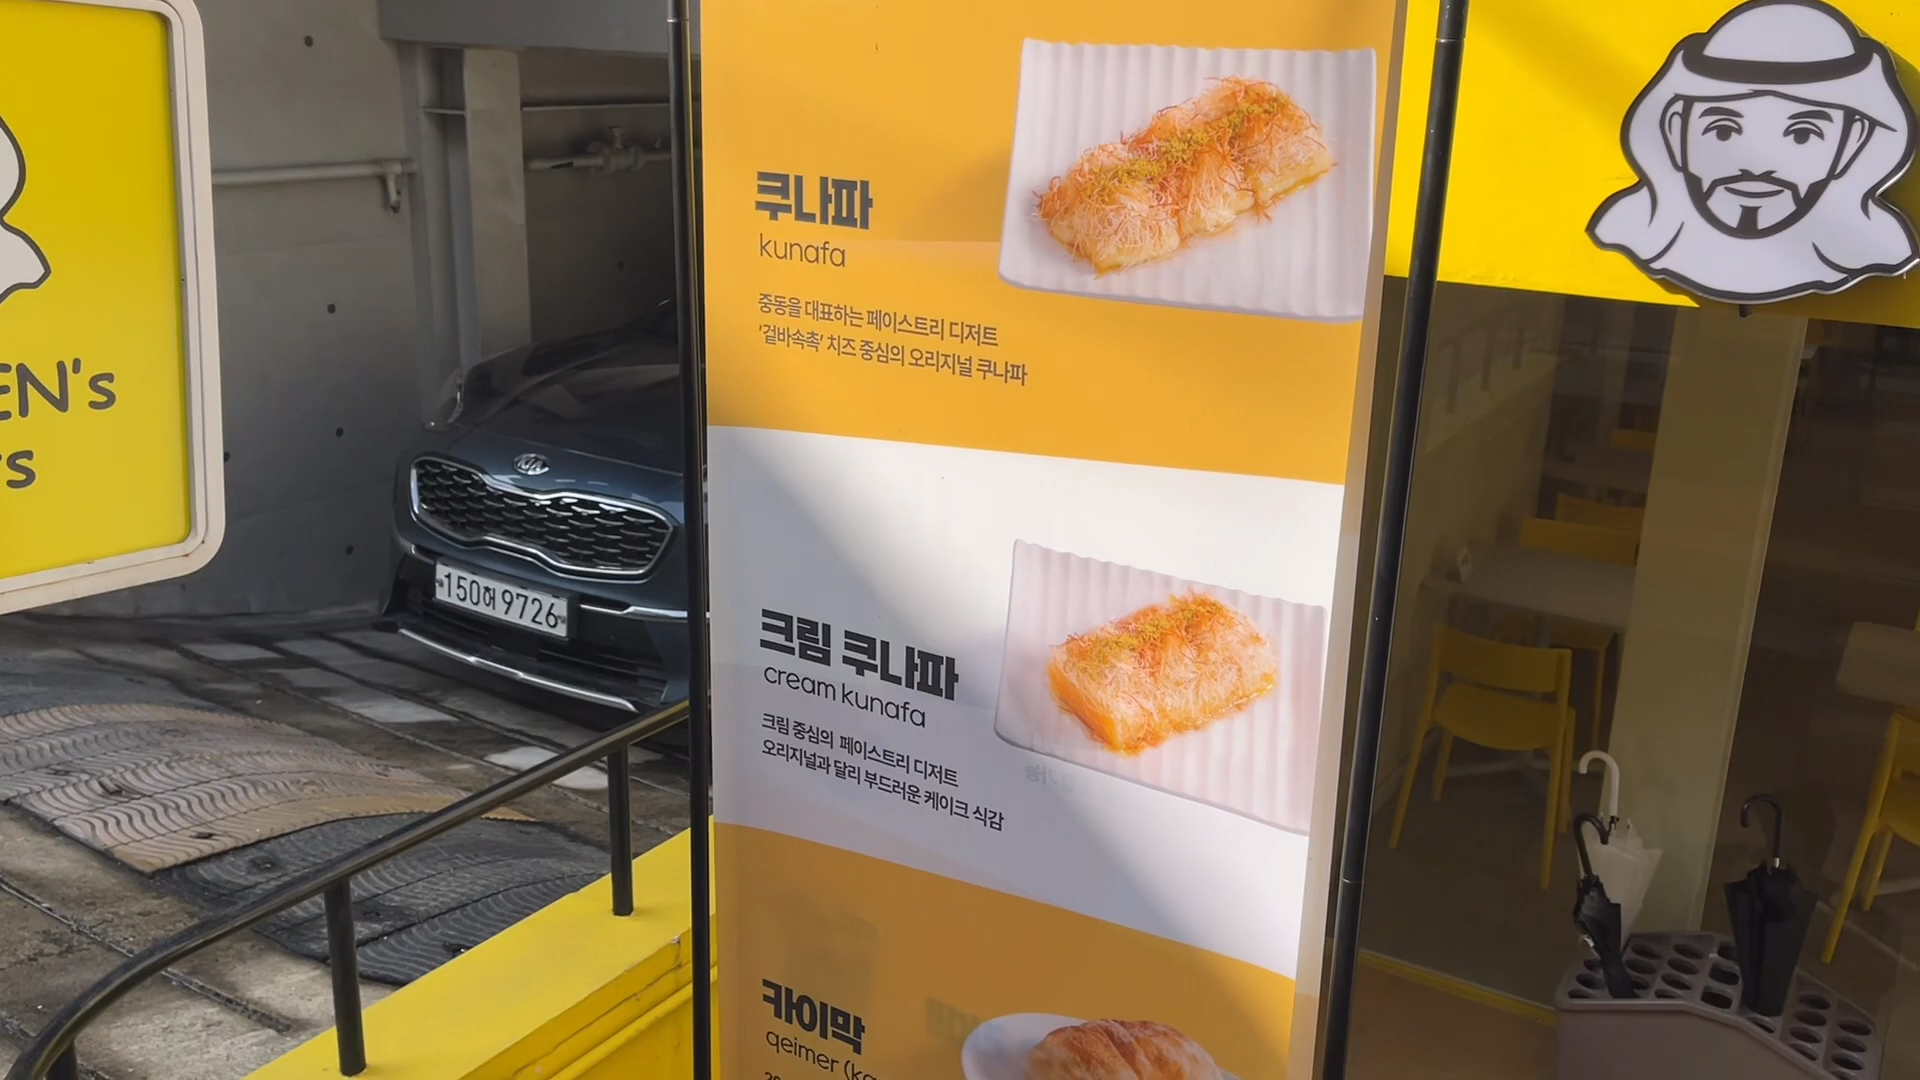 EN's
rs
KIA
150허 9726
쿠나파
kunafa
중동을 대표하는 페이스트리 디저트
'겉바속촉' 치즈 중심의 오리지널 쿠나파
크림 쿠나파
cream kunafa
크림 중심의 페이스트리 디저트
오리지널과 달리 부드러운 케이크 식감
카이막
qeimer